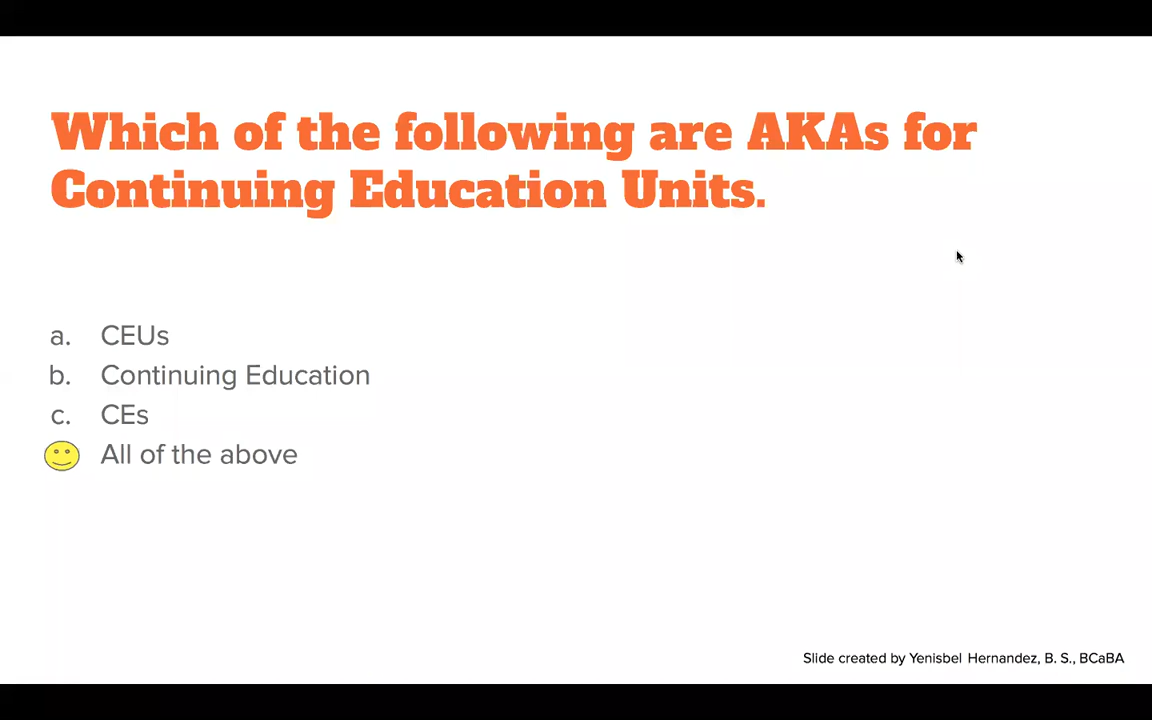 Which of the following are AKAs for
Continuing Education Units.
a. CEUs
b. Continuing Education
c. CEs
All of the above
Slide created by Yenisbel Hernandez, B. S., BCaBA